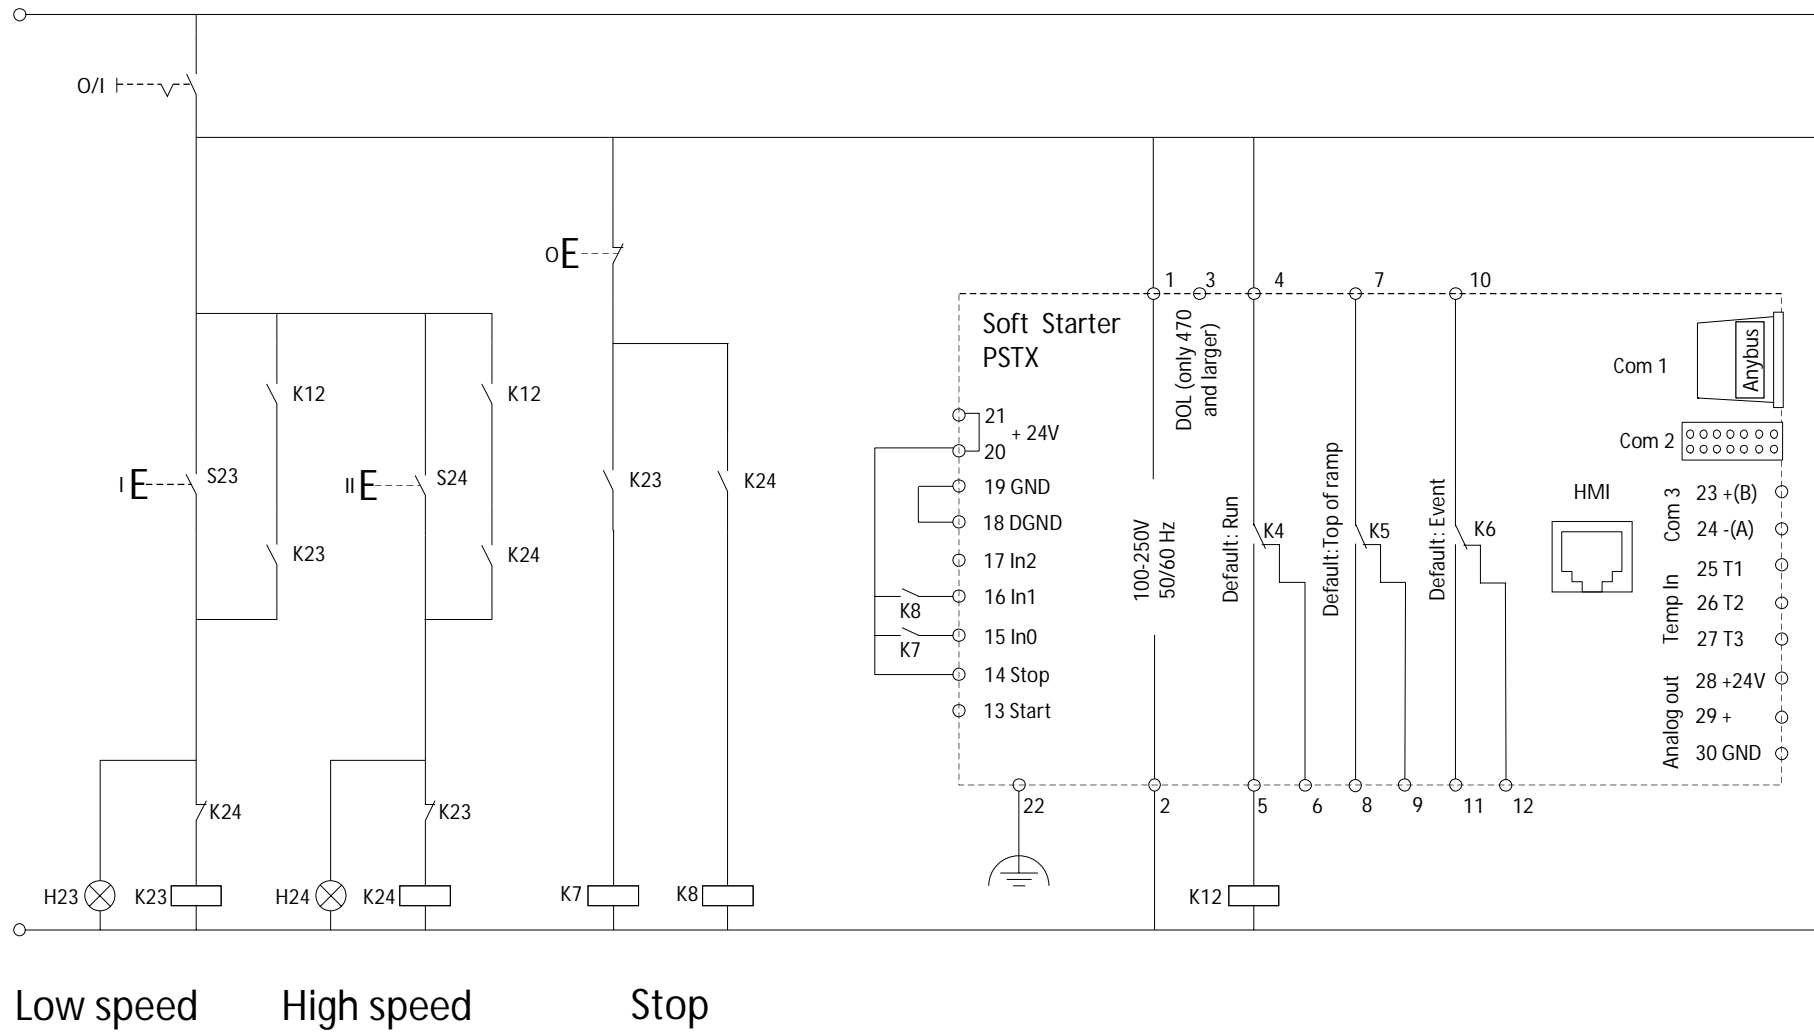 O/I
O E
1
3
4
7
10
Soft Starter
PSTX
DOL (only 470
and larger)
Com 1
Anybus
K12
K12
21
+ 24V
20
Com 2
I E
S23
II E
S24
K23
K24
19 GND
18 DGND
17 In2
16 In1
K8
15 In0
K7
14 Stop
13 Start
100-250V
50/60 Hz
Default: Run
K4
Default:Top of ramp
K5
Default: Event
K6
HMI
Com 3
23 +(B)
24 -(A)
Temp In
25 T1
26 T2
27 T3
Analog out
28 +24V
29 +
30 GND
K23
K24
K24
K23
22
2
5
6
8
9
11
12
H23
K23
H24
K24
K7
K8
K12
Low speed
High speed
Stop